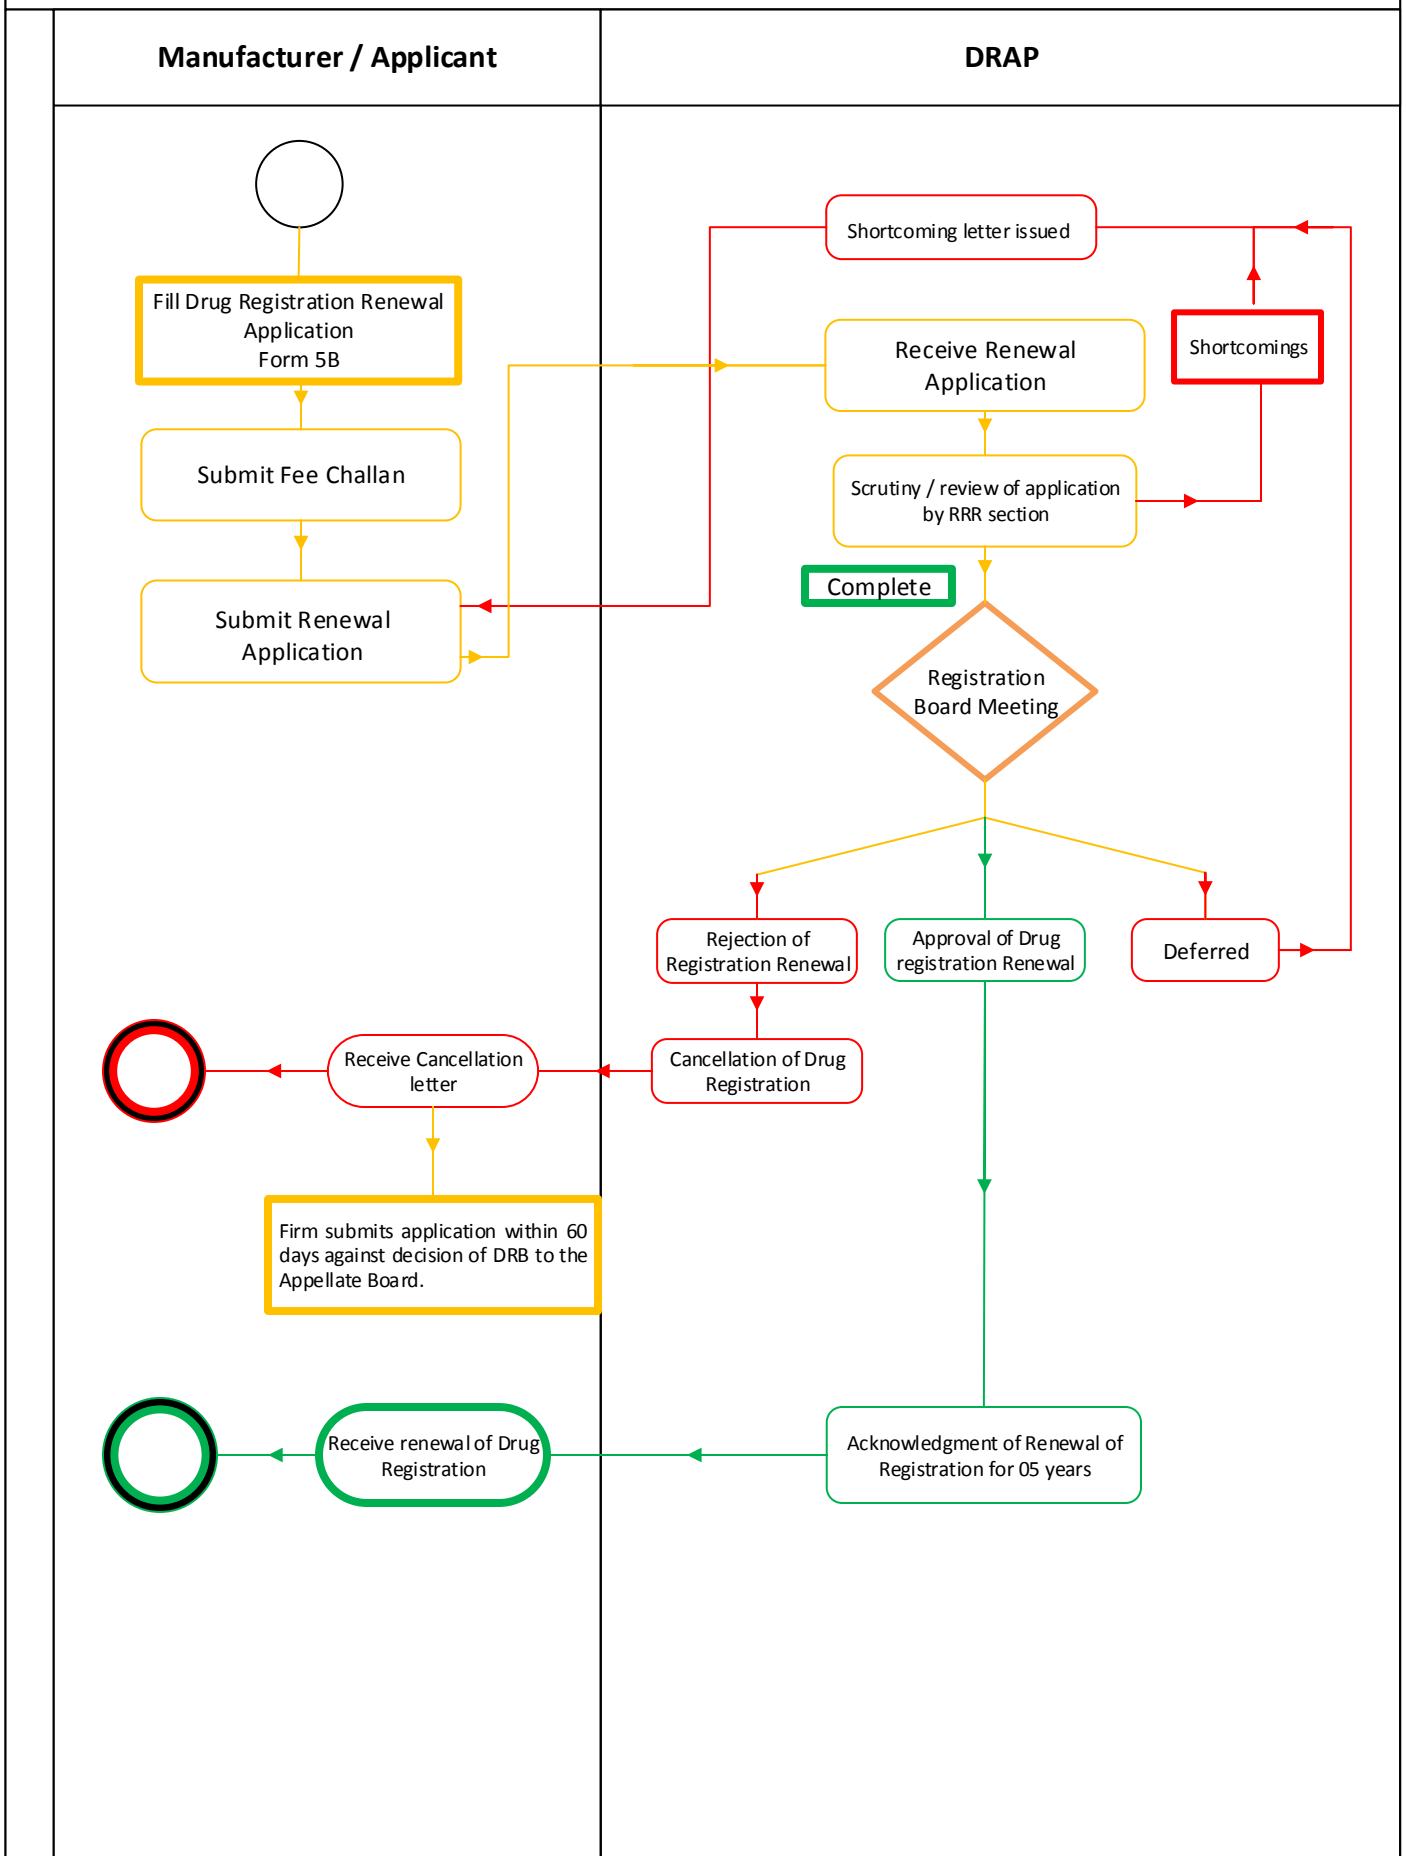 Manufacturer / Applicant
DRAP
Shortcoming letter issued
Fill Drug Registration Renewal
Application
Form 5B
Receive Renewal
Application
Shortcomings
Submit Fee Challan
Scrutiny / review of application
by RRR section
Complete
Submit Renewal
Application
Registration
Board Meeting
Rejection of
Registration Renewal
Approval of Drug
registration Renewal
Deferred
Receive Cancellation
letter
Cancellation of Drug
Registration
Firm submits application within 60
days against decision of DRB to the
Appellate Board.
Receive renewal of Drug
Registration
Acknowledgment of Renewal of
Registration for 05 years